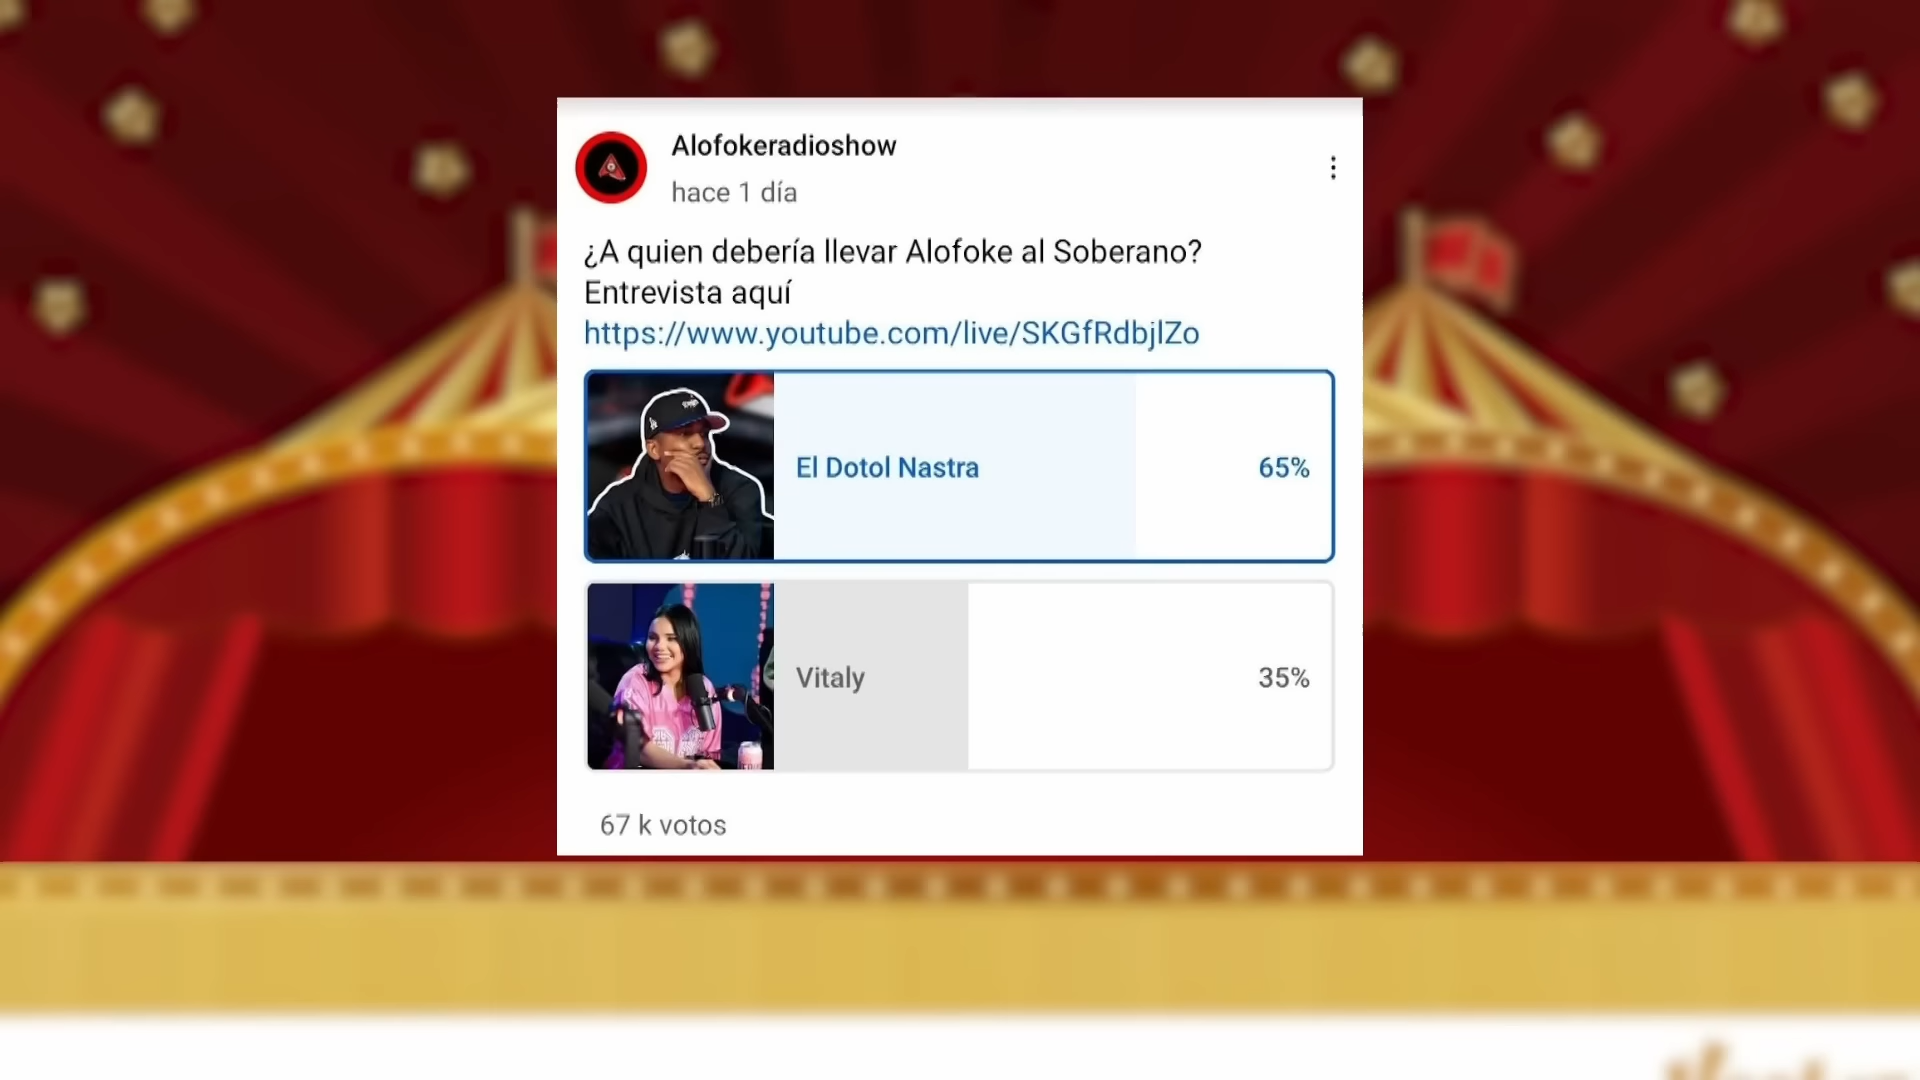 Alofokeradioshow
hace 1 día
¿A quien debería llevar Alofoke al Soberano?
Entrevista aquí
https://www.youtube.com/live/SKGfRdbjlZo
El Dotol Nastra
65%
Vitaly
35%
67 k votos